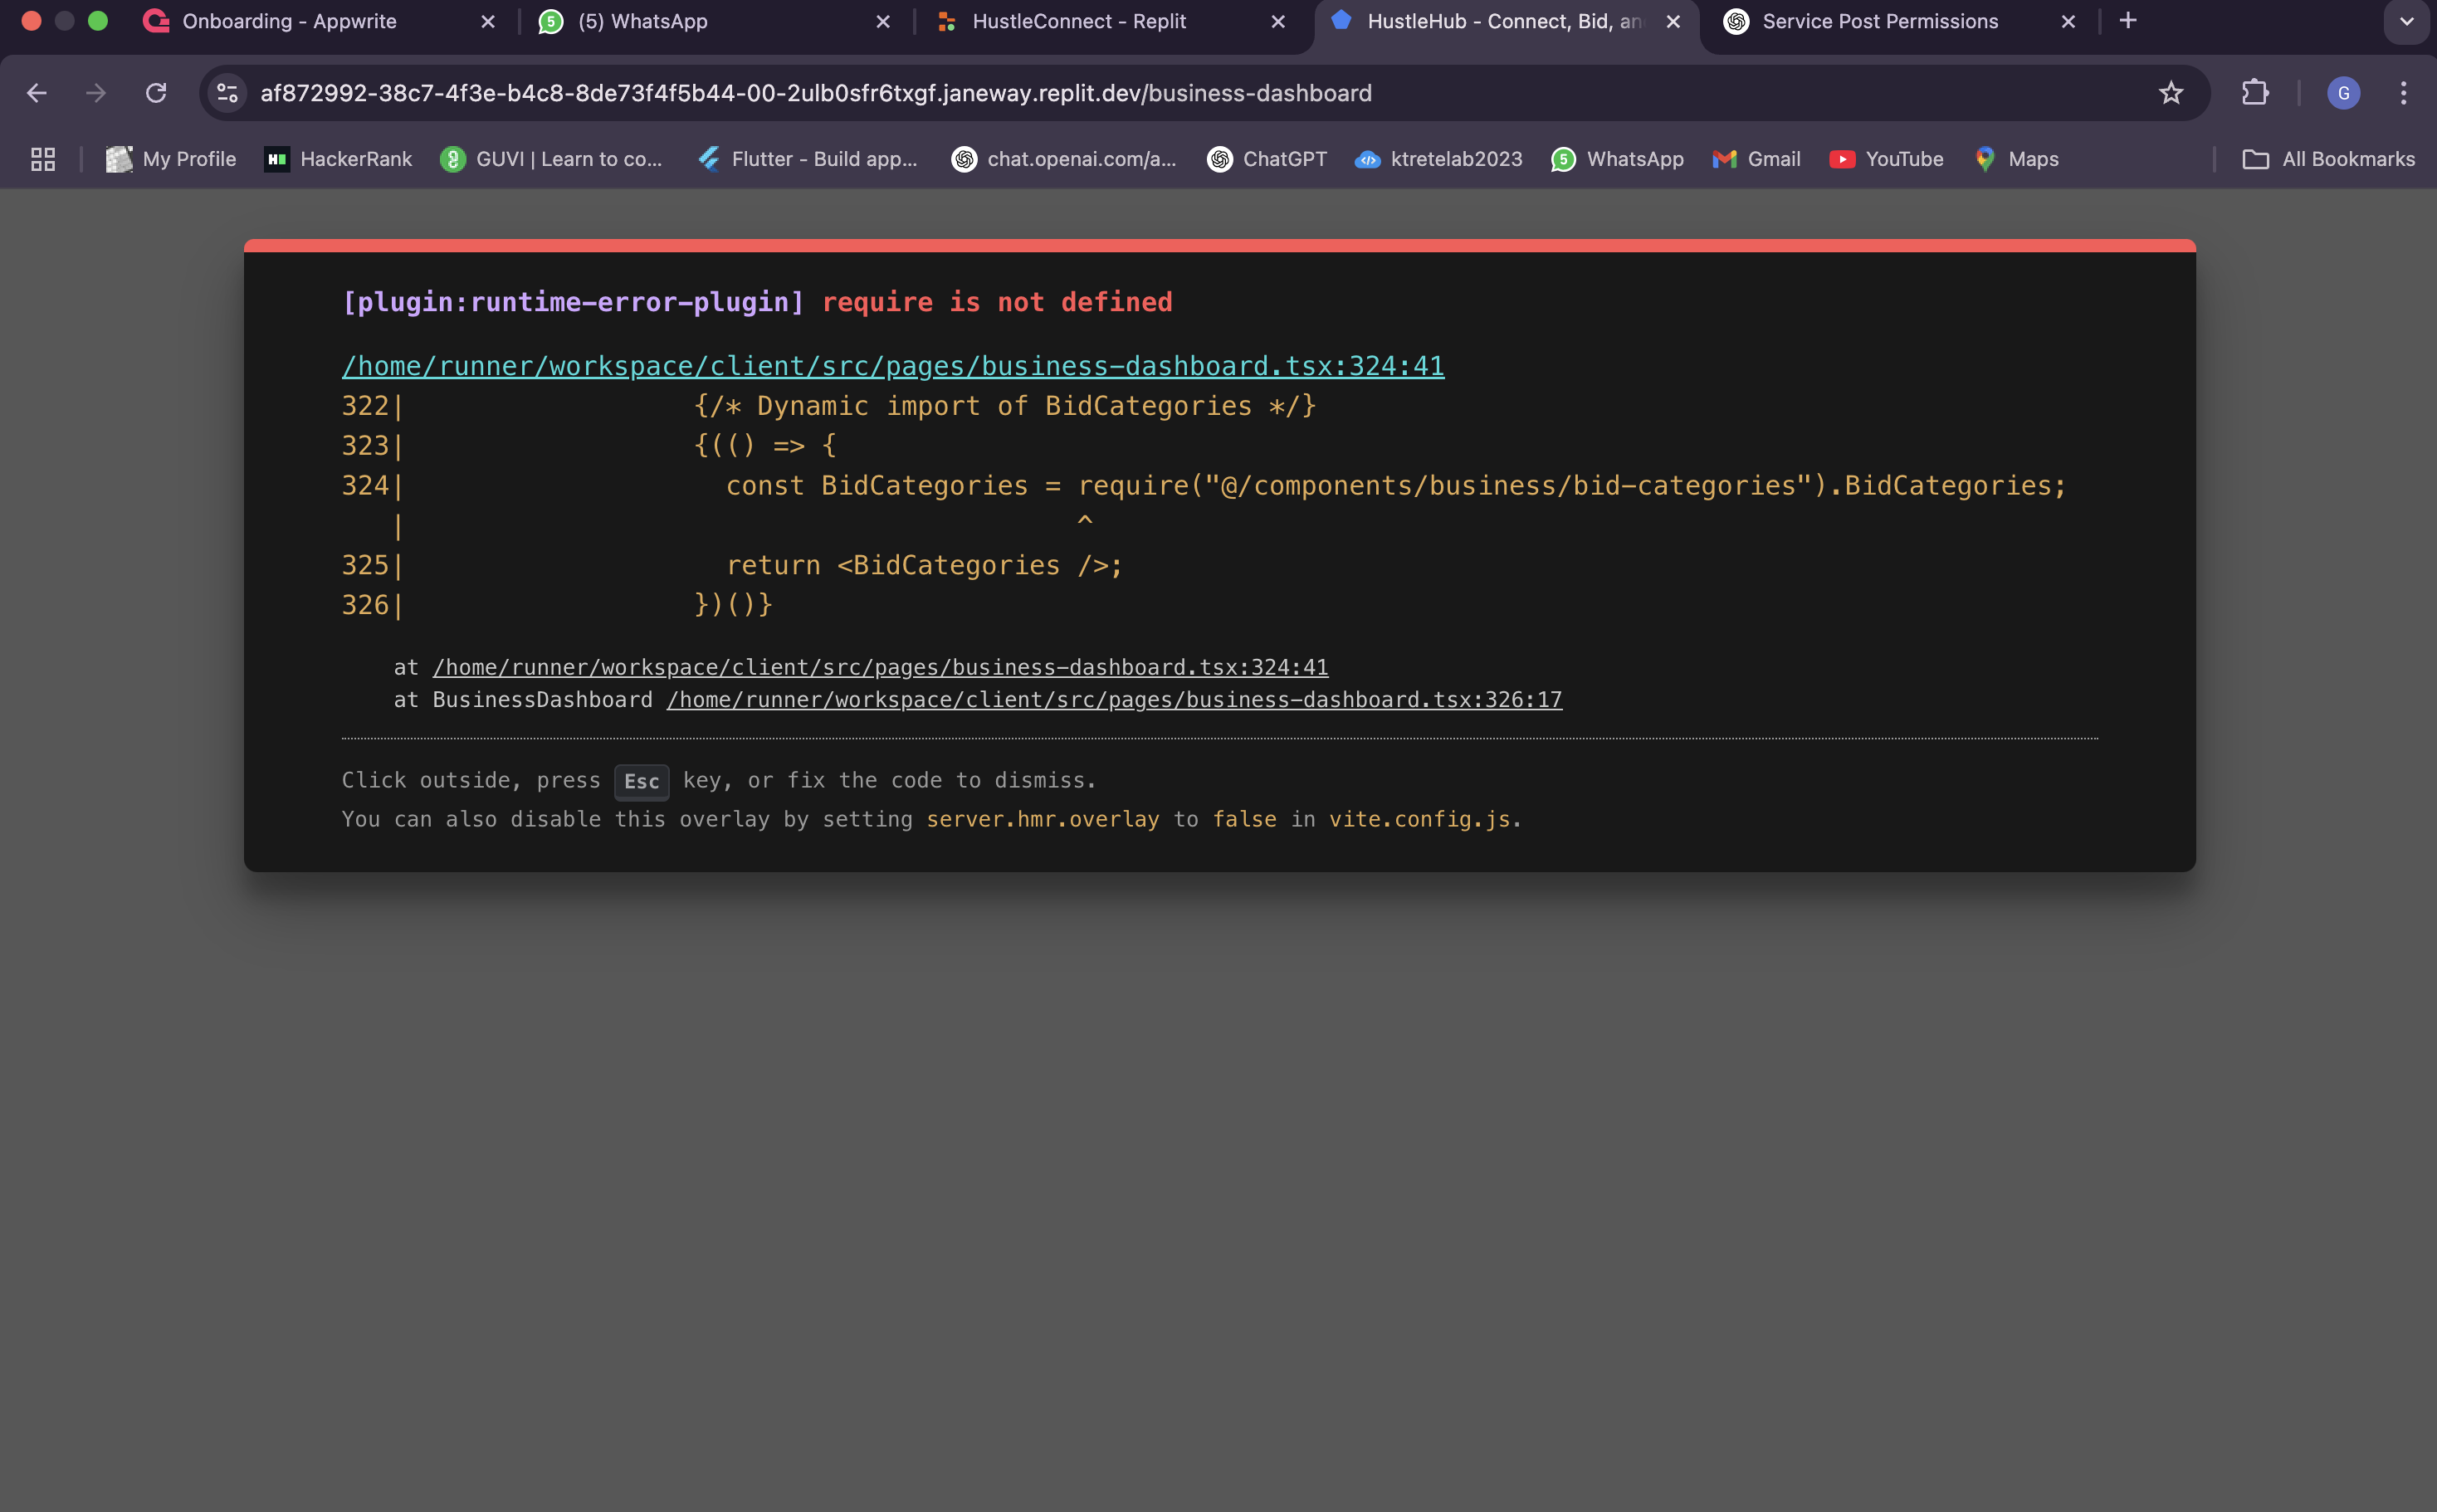 Onboarding - Appwrite
5 (5) WhatsApp
HustleConnect - Replit
HustleHub - Connect, Bid, an
Service Post Permissions
af872992-38c7-4f3e-b4c8-8de73f4f5b44-00-2ulb0sfr6txgf.janeway.replit.dev/business-dashboard
G
My Profile
HackerRank
GUVI | Learn to co...
Flutter - Build app...
chat.openai.com/a...
ChatGPT
ktretelab2023
5 WhatsApp
Gmail
YouTube
Maps
All Bookmarks
[plugin:runtime-error-plugin] require is not defined
/home/runner/workspace/client/src/pages/business-dashboard.tsx:324:41
322|                  {/* Dynamic import of BidCategories */}
323|                  {(() => {
324|                    const BidCategories = require("@/components/business/bid-categories").BidCategories;
   |                                          ^
325|                    return <BidCategories />;
326|                  })()}
at /home/runner/workspace/client/src/pages/business-dashboard.tsx:324:41
at BusinessDashboard /home/runner/workspace/client/src/pages/business-dashboard.tsx:326:17
Click outside, press Esc key, or fix the code to dismiss.
You can also disable this overlay by setting server.hmr.overlay to false in vite.config.js.